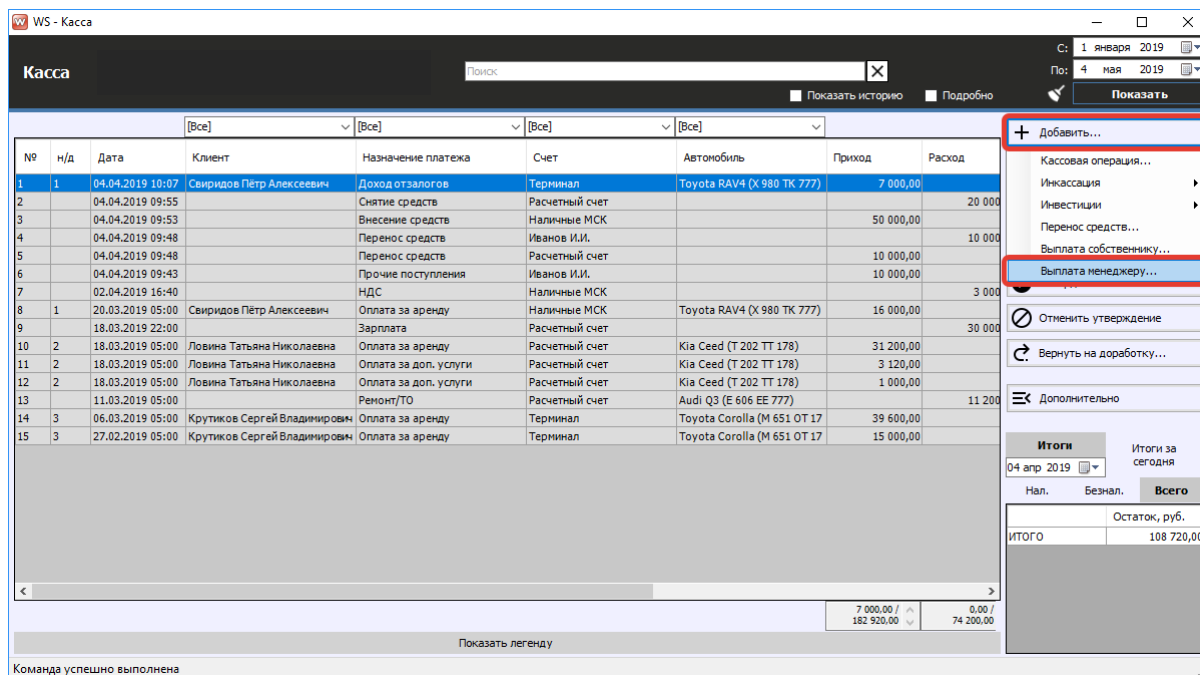 WS - Касса
С: 1 января 2019
Касса
Поиск
По: 4 мая 2019
Показать историю Подробно Показать
[Все] [Все] [Все] [Все]
Добавить...
№ н/д Дата Клиент Назначение платежа Счет Автомобиль Приход Расход
1 1 04.04.2019 10:07 Свиридов Пётр Алексеевич Доход отзалогов Терминал Toyota RAV4 (X 980 TK 777) 7 000,00
2 04.04.2019 09:55 Снятие средств Расчетный счет 20 000
3 04.04.2019 09:53 Внесение средств Наличные МСК 50 000,00
4 04.04.2019 09:48 Перенос средств Иванов И.И. 10 000
5 04.04.2019 09:48 Перенос средств Расчетный счет 10 000,00
6 04.04.2019 09:43 Прочие поступления Иванов И.И. 10 000,00
7 02.04.2019 16:40 НДС Наличные МСК 3 000
8 1 20.03.2019 05:00 Свиридов Пётр Алексеевич Оплата за аренду Наличные МСК Toyota RAV4 (X 980 TK 777) 16 000,00
9 18.03.2019 22:00 Зарплата Расчетный счет 30 000
10 2 18.03.2019 05:00 Ловина Татьяна Николаевна Оплата за аренду Расчетный счет Kia Ceed (T 202 TT 178) 31 200,00
11 2 18.03.2019 05:00 Ловина Татьяна Николаевна Оплата за доп. услуги Расчетный счет Kia Ceed (T 202 TT 178) 3 120,00
12 2 18.03.2019 05:00 Ловина Татьяна Николаевна Оплата за доп. услуги Расчетный счет Kia Ceed (T 202 TT 178) 1 000,00
13 11.03.2019 05:00 Ремонт/ТО Расчетный счет Audi Q3 (E 606 EE 777) 11 200
14 3 06.03.2019 05:00 Крутиков Сергей Владимирович Оплата за аренду Терминал Toyota Corolla (M 651 OT 17 39 600,00
15 3 27.02.2019 05:00 Крутиков Сергей Владимирович Оплата за аренду Терминал Toyota Corolla (M 651 OT 17 15 000,00
Кассовая операция...
Инкассация
Инвестиции
Перенос средств...
Выплата собственнику...
Выплата менеджеру...
Отменить утверждение
Вернуть на доработку...
Дополнительно
Итоги Итоги за сегодня
04 апр 2019
Нал. Безнал. Всего
Остаток, руб.
ИТОГО 108 720,00
7 000,00 / 0,00 /
182 920,00 74 200,00
Показать легенду
Команда успешно выполнена